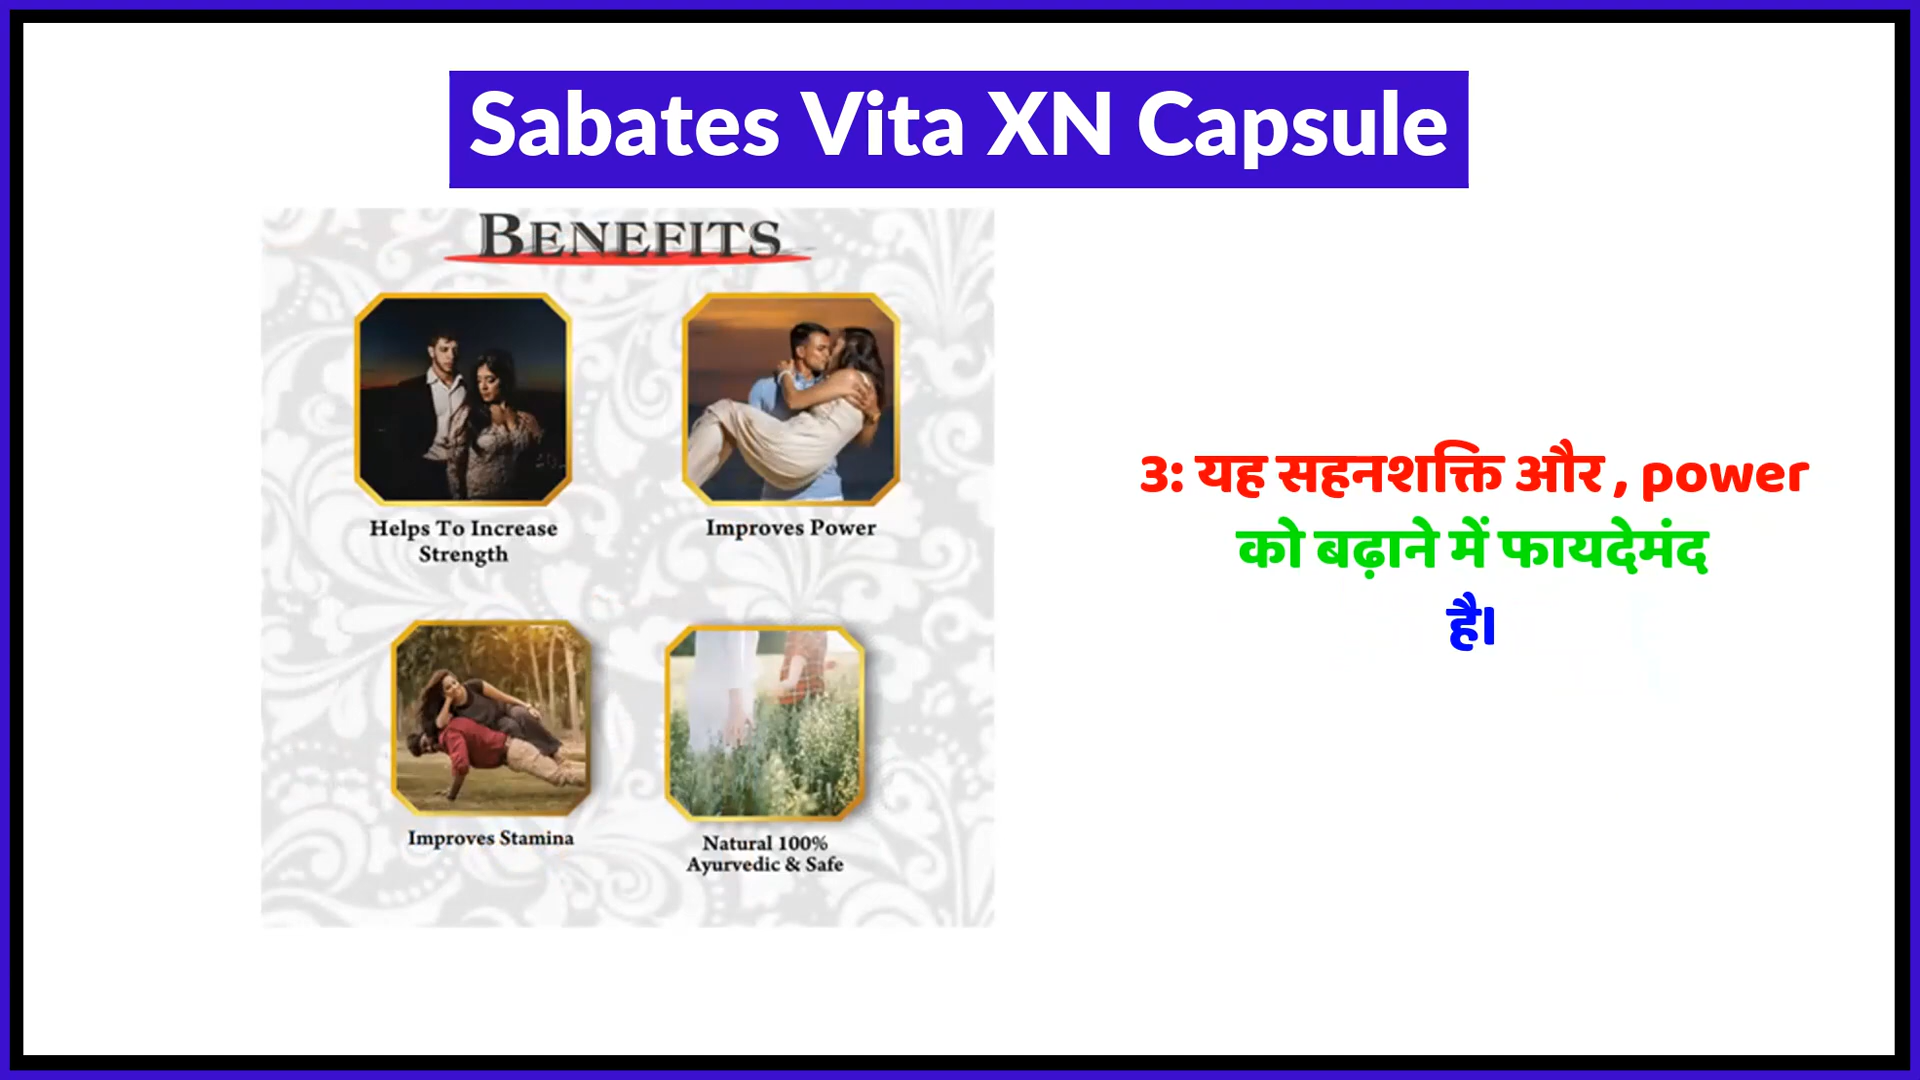 Sabates Vita XN Capsule
BENEFITS
Helps To Increase
Strength
Improves Power
Improves Stamina
Natural 100%
Ayurvedic & Safe
3: यह सहनशक्ति और , power
को बढ़ाने में फायदेमंद
है।